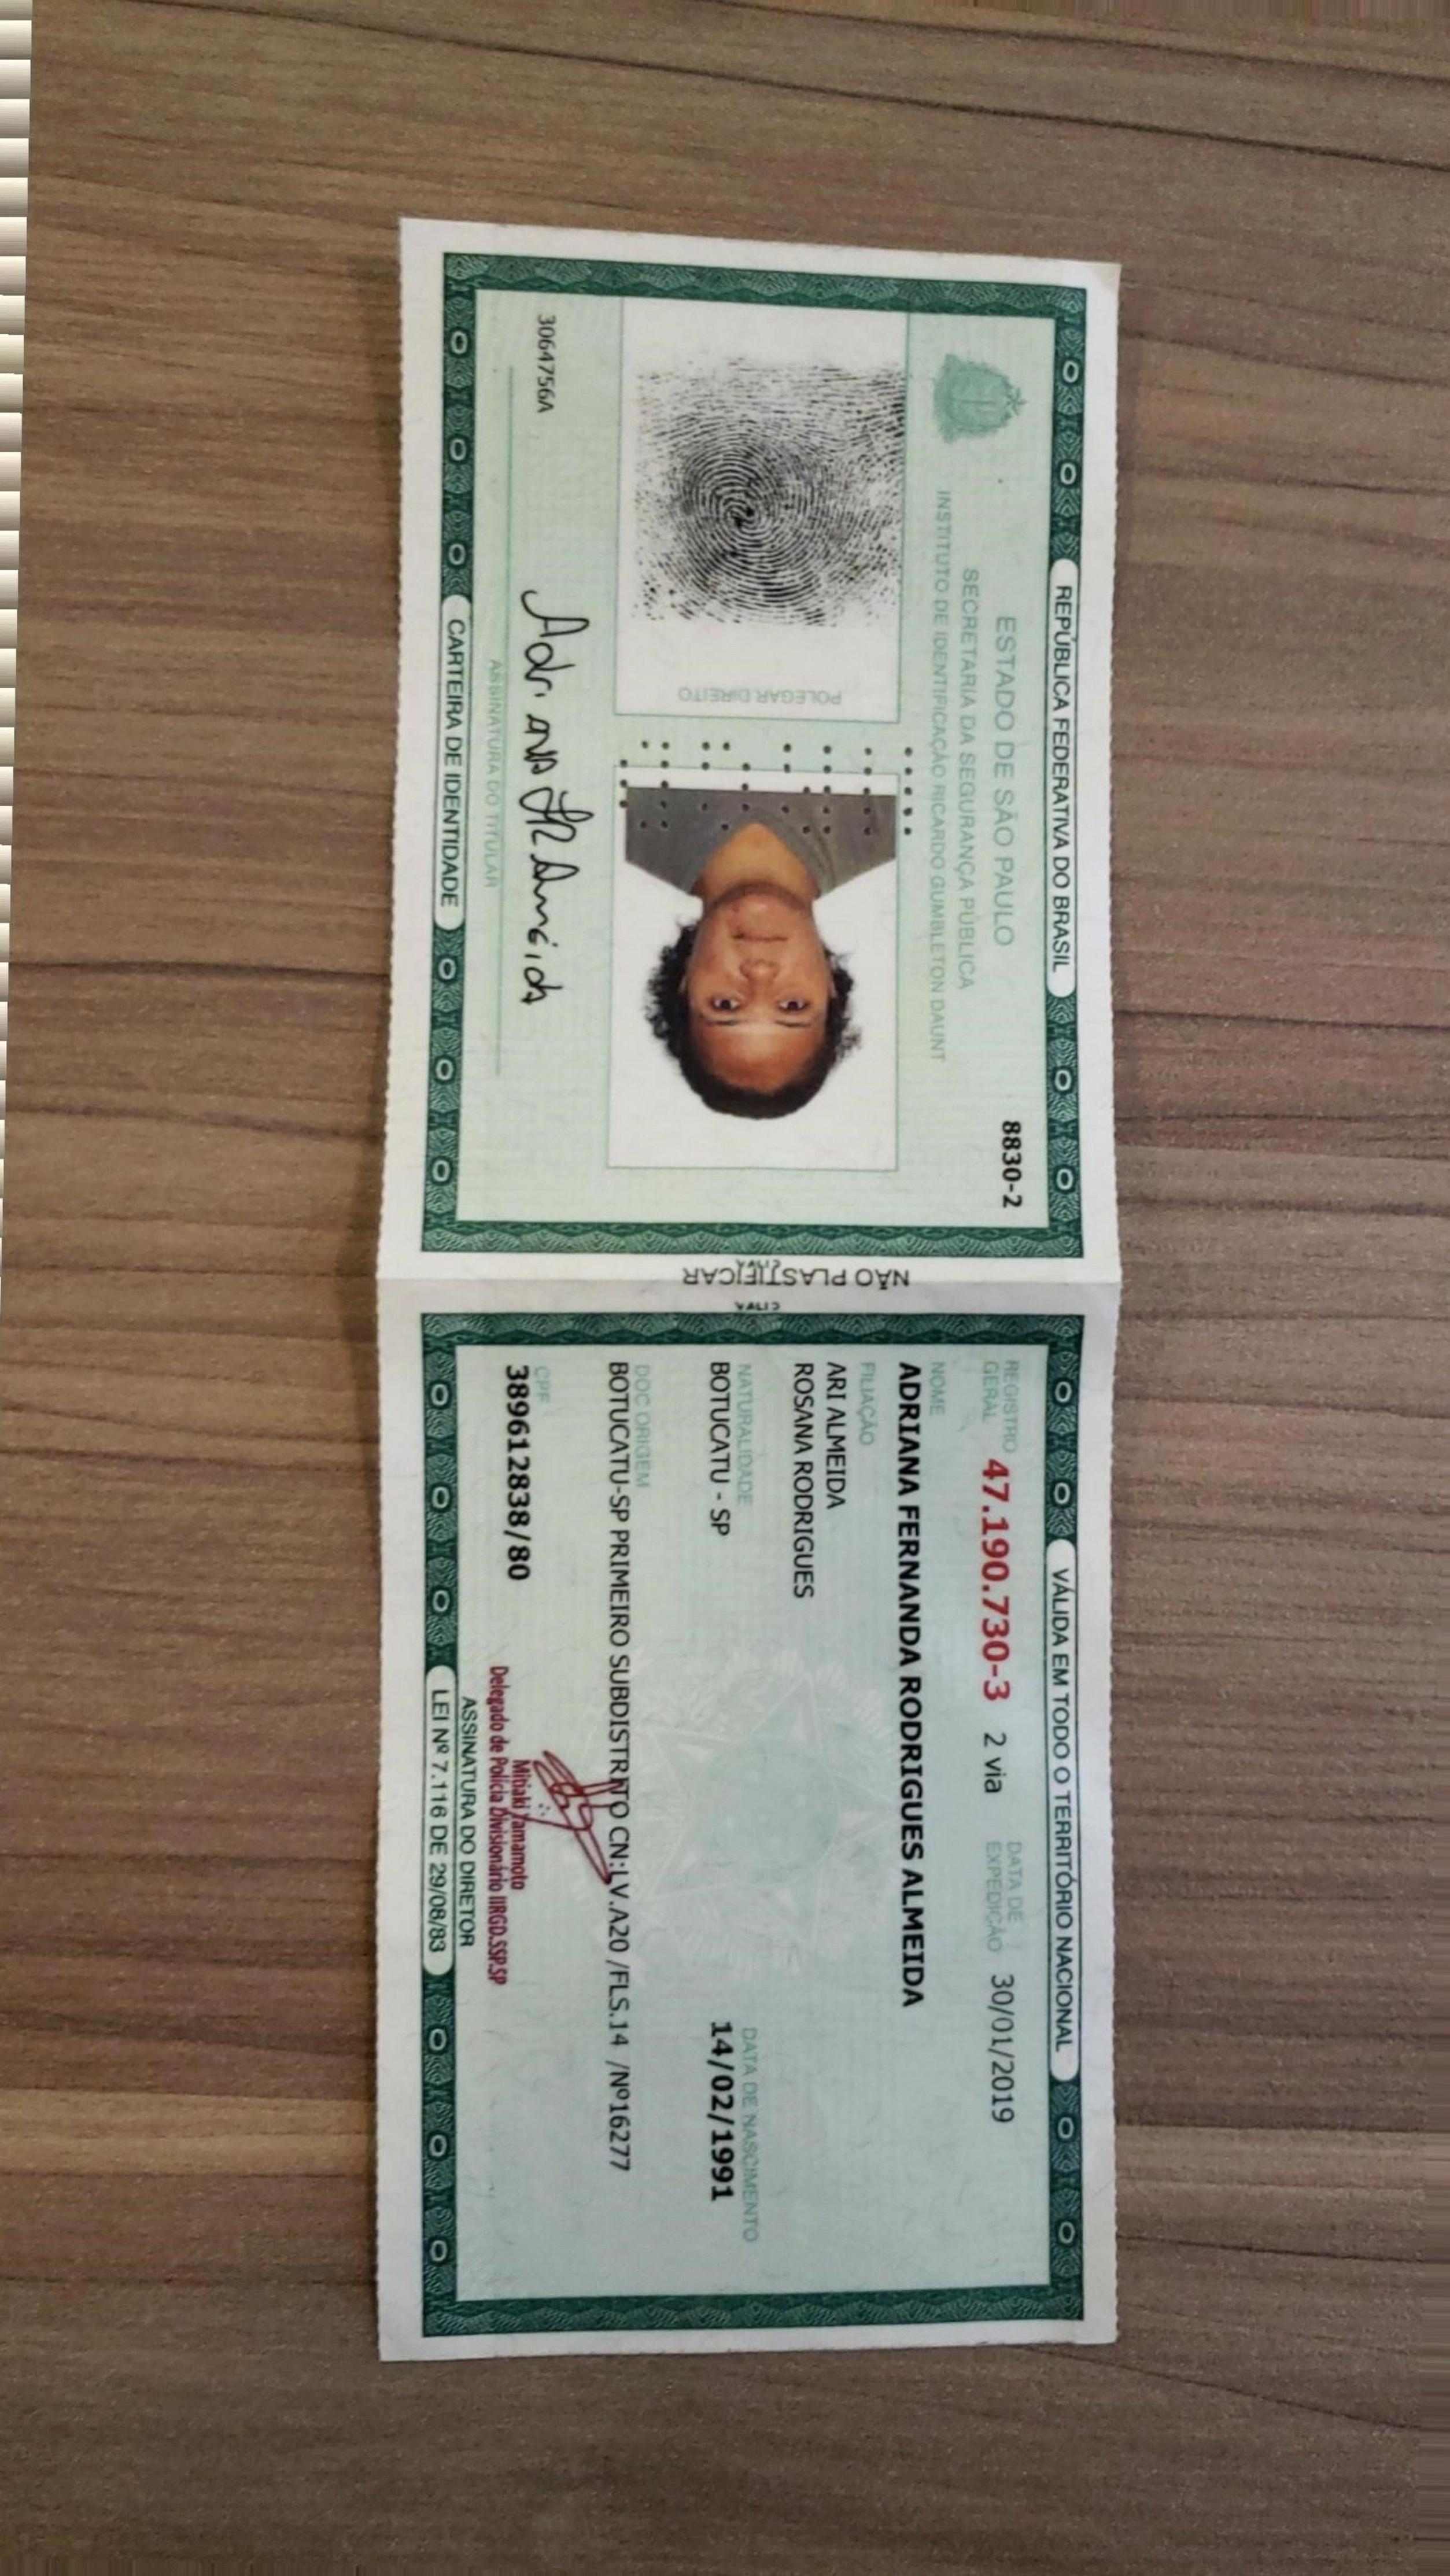 REPÚBLICA FEDERATIVA DO BRASIL
ESTADO DE SÃO PAULO
8830-2
SECRETARIA DA SEGURANÇA PÚBLICA
INSTITUTO DE IDENTIFICAÇÃO RICARDO GUMBLETON DAUNT
POLEGAR DIREITO
3064756A
ASSINATURA DO TITULAR
CARTEIRA DE IDENTIDADE
NÃO PLASTIFICAR
VÁLIDA EM TODO O TERRITÓRIO NACIONAL
REGISTRO GERAL 47.190.730-3 2 via DATA DE EXPEDIÇÃO 30/01/2019
NOME
ADRIANA FERNANDA RODRIGUES ALMEIDA
FILIAÇÃO
ARI ALMEIDA
ROSANA RODRIGUES
NATURALIDADE DATA DE NASCIMENTO
BOTUCATU - SP 14/02/1991
DOC ORIGEM
BOTUCATU-SP PRIMEIRO SUBDISTRITO CN:LV.A20 /FLS.14 /Nº16277
CPF
389612838/80
Mitiaki Yamamoto
Delegado de Polícia Divisionário IIRGD.SSP.SP
ASSINATURA DO DIRETOR
LEI Nº 7.116 DE 29/08/83